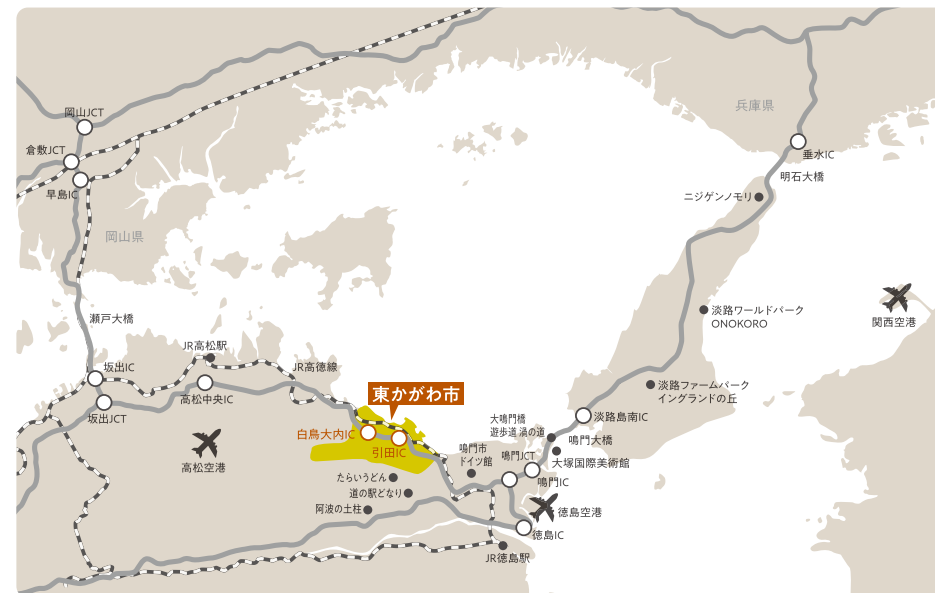 兵庫県
岡山JCT
倉敷JCT
垂水IC
明石大橋
早島IC
ニジゲンノモリ
岡山県
淡路ワールドパーク
ONOKORO
関西空港
瀬戸大橋
JR高松駅
JR高徳線
坂出IC
東かがわ市
淡路ファームパーク
イングランドの丘
高松中央IC
坂出JCT
大鳴門橋
遊歩道 渦の道
淡路島南IC
白鳥大内IC
引田IC
鳴門大橋
鳴門市
ドイツ館
鳴門JCT
大塚国際美術館
高松空港
たらいうどん
鳴門IC
道の駅どなり
阿波の土柱
徳島空港
徳島IC
JR徳島駅